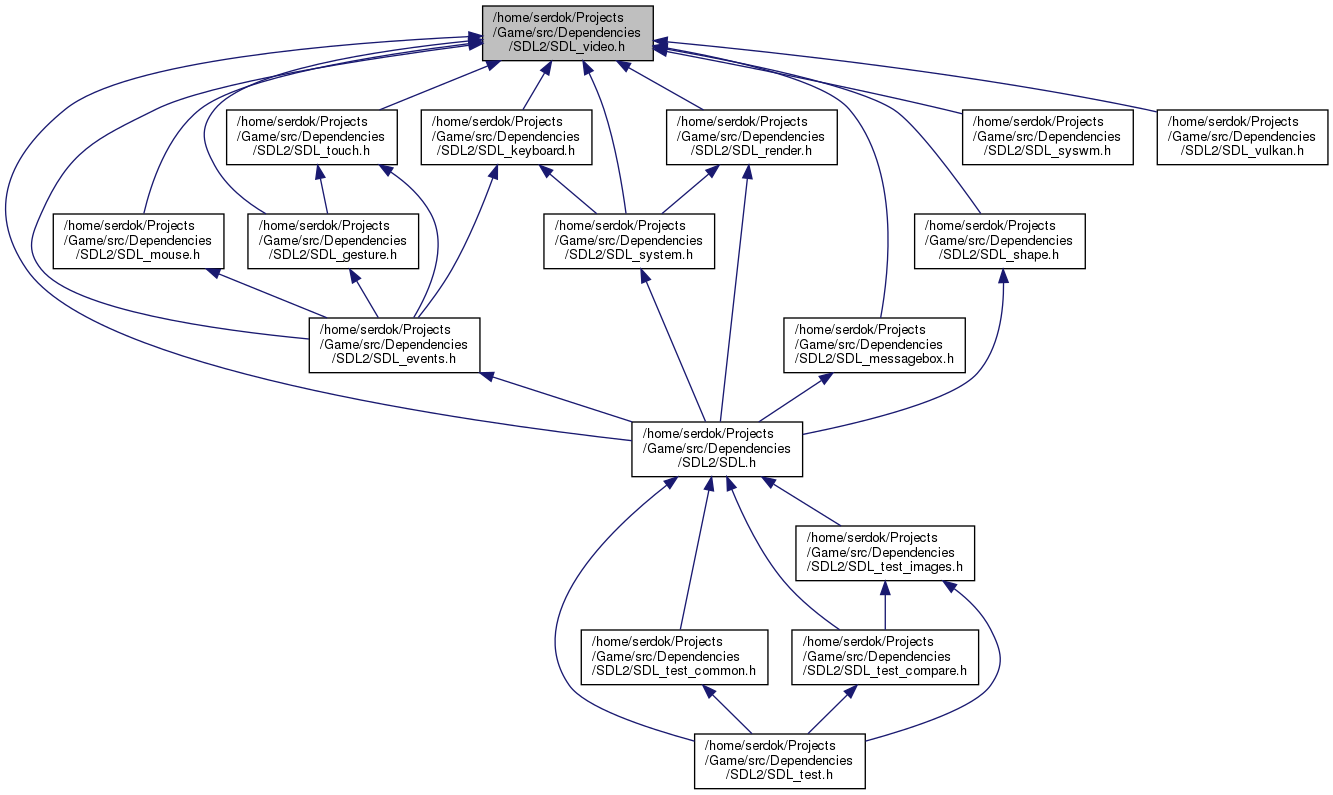 /home/serdok/Projects
/Game/src/Dependencies
/SDL2/SDL_video.h
/home/serdok/Projects
/Game/src/Dependencies
/SDL2/SDL_touch.h
/home/serdok/Projects
/Game/src/Dependencies
/SDL2/SDL_keyboard.h
/home/serdok/Projects
/Game/src/Dependencies
/SDL2/SDL_render.h
/home/serdok/Projects
/Game/src/Dependencies
/SDL2/SDL_syswm.h
/home/serdok/Projects
/Game/src/Dependencies
/SDL2/SDL_vulkan.h
/home/serdok/Projects
/Game/src/Dependencies
/SDL2/SDL_mouse.h
/home/serdok/Projects
/Game/src/Dependencies
/SDL2/SDL_gesture.h
/home/serdok/Projects
/Game/src/Dependencies
/SDL2/SDL_system.h
/home/serdok/Projects
/Game/src/Dependencies
/SDL2/SDL_shape.h
/home/serdok/Projects
/Game/src/Dependencies
/SDL2/SDL_events.h
/home/serdok/Projects
/Game/src/Dependencies
/SDL2/SDL_messagebox.h
/home/serdok/Projects
/Game/src/Dependencies
/SDL2/SDL.h
/home/serdok/Projects
/Game/src/Dependencies
/SDL2/SDL_test_images.h
/home/serdok/Projects
/Game/src/Dependencies
/SDL2/SDL_test_common.h
/home/serdok/Projects
/Game/src/Dependencies
/SDL2/SDL_test_compare.h
/home/serdok/Projects
/Game/src/Dependencies
/SDL2/SDL_test.h